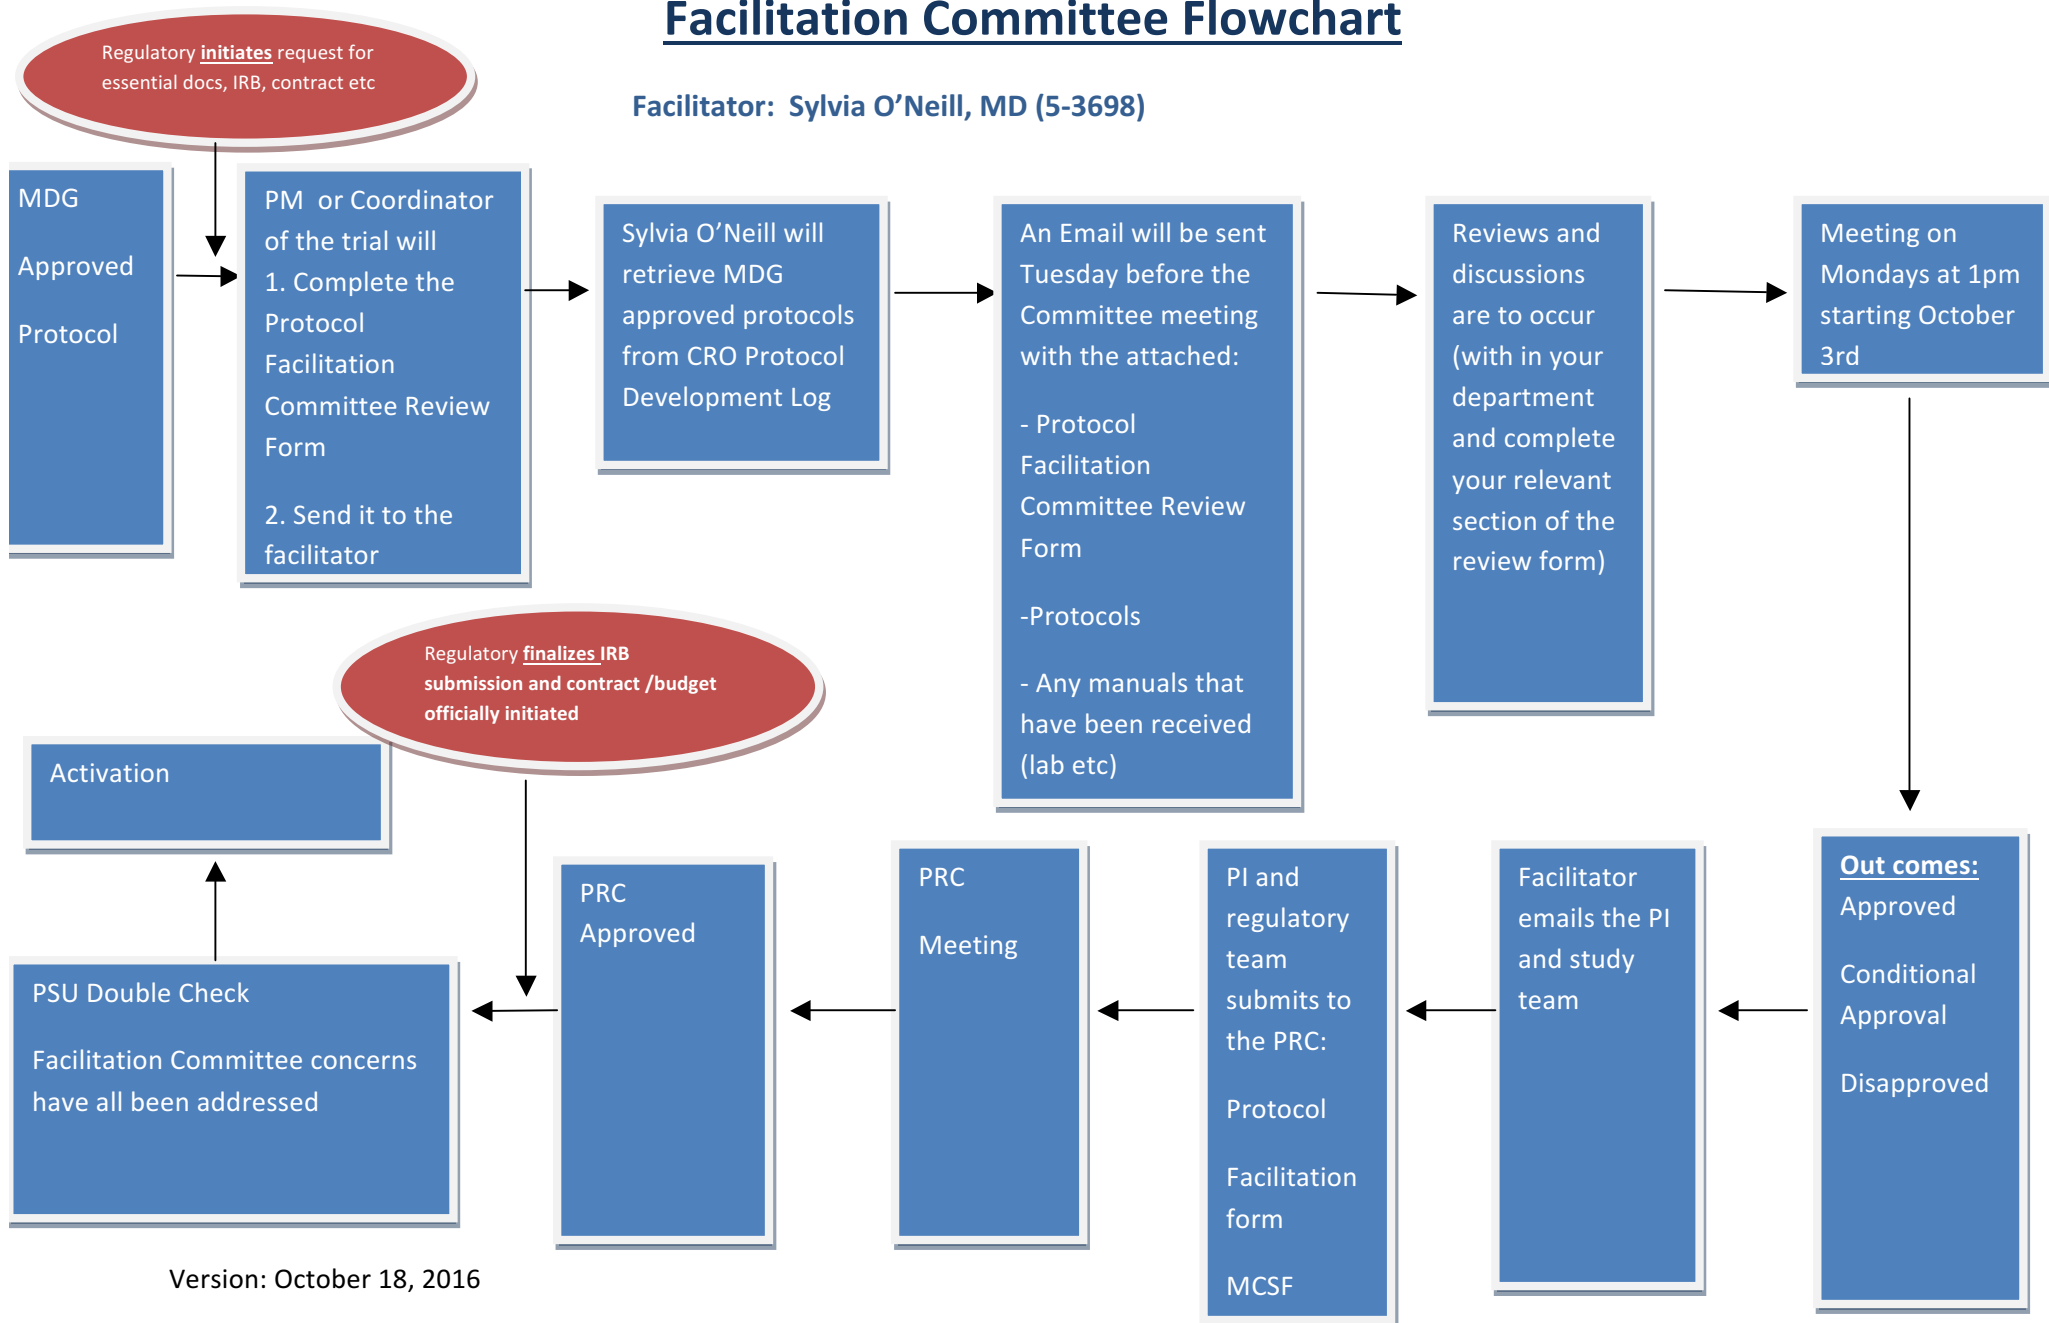 Facilitation Committee Flowchart
Regulatory initiates request for
essential docs, IRB, contract etc
Facilitator:  Sylvia O’Neill, MD (5-3698)
MDG
Approved
Protocol
PM  or Coordinator
of the trial will
1. Complete the
Protocol
Facilitation
Committee Review
Form
2. Send it to the
facilitator
Sylvia O’Neill will
retrieve MDG
approved protocols
from CRO Protocol
Development Log
An Email will be sent
Tuesday before the
Committee meeting
with the attached:
- Protocol
Facilitation
Committee Review
Form
-Protocols
- Any manuals that
have been received
(lab etc)
Reviews and
discussions
are to occur
(with in your
department
and complete
your relevant
section of the
review form)
Meeting on
Mondays at 1pm
starting October
3rd
Out comes:
Approved
Conditional
Approval
Disapproved
Facilitator
emails the PI
and study
team
PI and
regulatory
team
submits to
the PRC:
Protocol
Facilitation
form
MCSF
PRC
Meeting
PRC
Approved
Regulatory finalizes IRB
submission and contract /budget
officially initiated
PSU Double Check
Facilitation Committee concerns
have all been addressed
Activation
Version: October 18, 2016